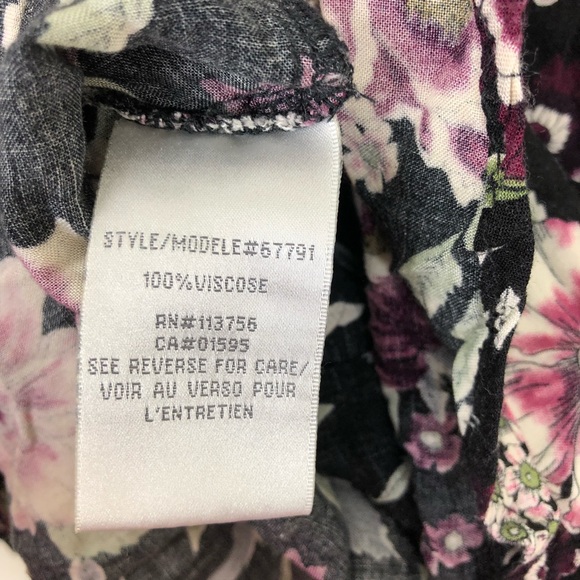 STYLE/MODELE#67791
100%VISCOSE
RN#113756
CA#01595
SEE REVERSE FOR CARE/
VOIR AU VERSO POUR
L'ENTRETIEN